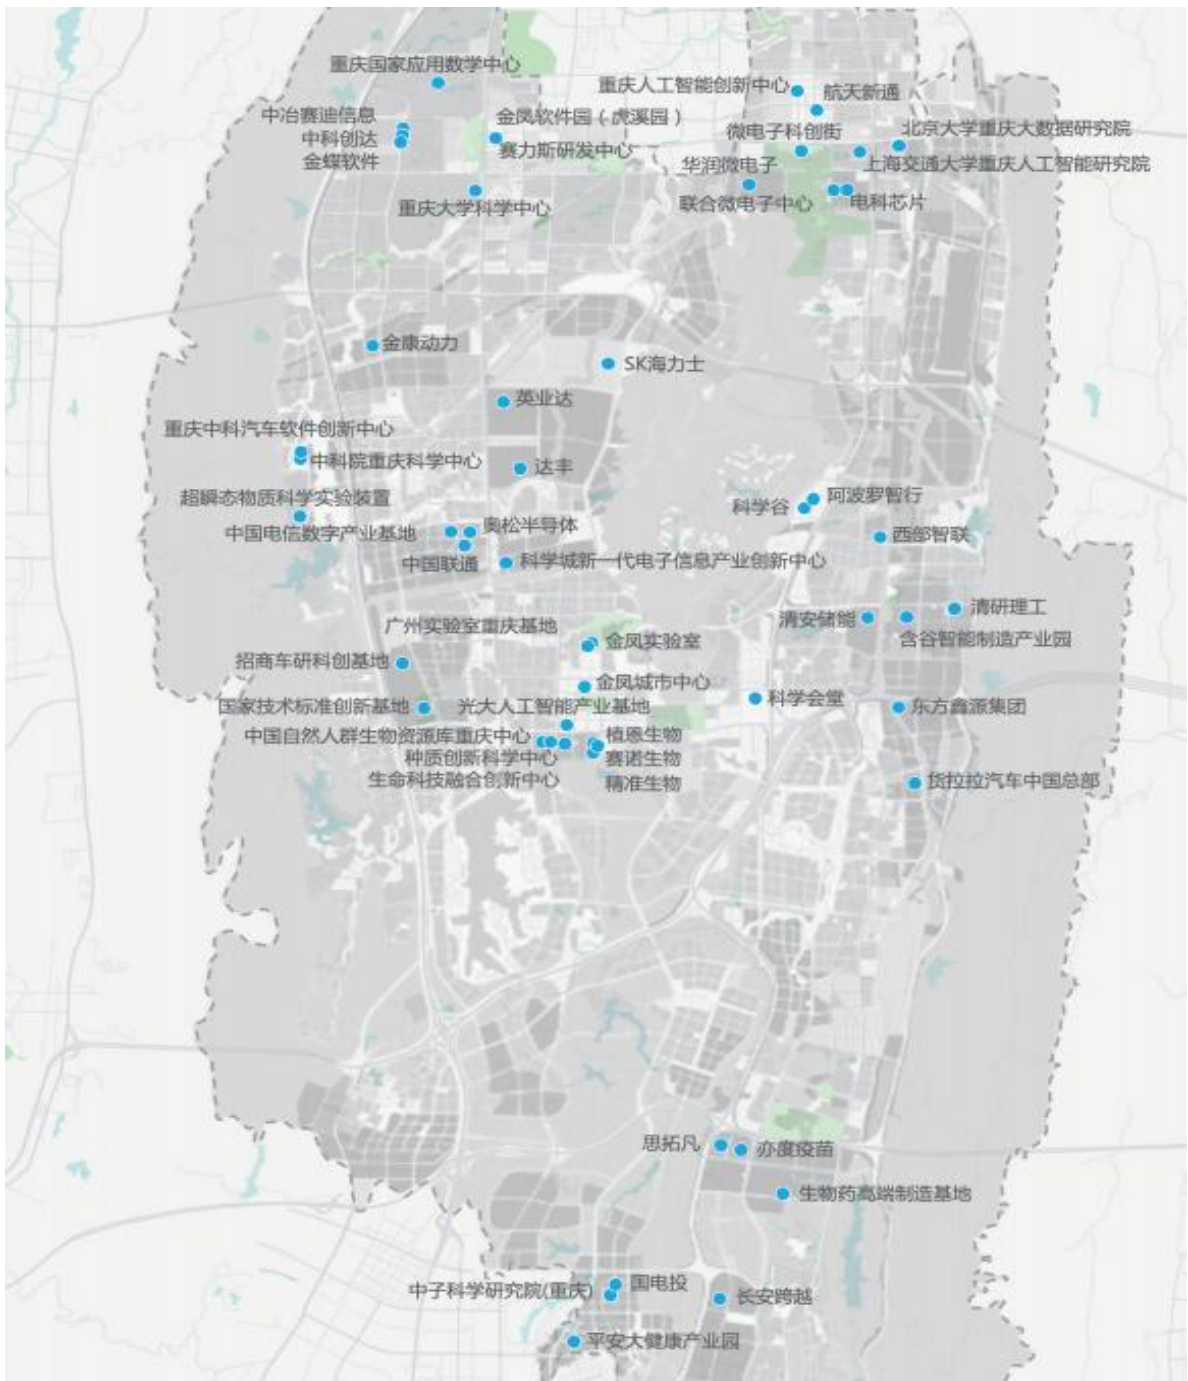 重庆国家应用数学中心
重庆人工智能创新中心
航天新通
中冶赛迪信息
金凤软件园（虎溪园）
中科创达
微电子科创街
北京大学重庆大数据研究院
金蝶软件
赛力斯研发中心
华润微电子
上海交通大学重庆人工智能研究院
重庆大学科学中心
联合微电子中心
电科芯片
金康动力
SK海力士
英业达
重庆中科汽车软件创新中心
中科院重庆科学中心
达丰
超瞬态物质科学实验装置
科学谷
阿波罗智行
中国电信数字产业基地
奥松半导体
西部智联
中国联通
科学城新一代电子信息产业创新中心
清研理工
清安储能
广州实验室重庆基地
金凤实验室
含谷智能制造产业园
招商车研科创基地
金凤城市中心
科学会堂
国家技术标准创新基地
光大人工智能产业基地
东方鑫源集团
中国自然人群生物资源库重庆中心
植恩生物
种质创新科学中心
赛诺生物
生命科技融合创新中心
精准生物
货拉拉汽车中国总部
思拓凡
亦度疫苗
生物药高端制造基地
中子科学研究院(重庆)
国电投
长安跨越
平安大健康产业园